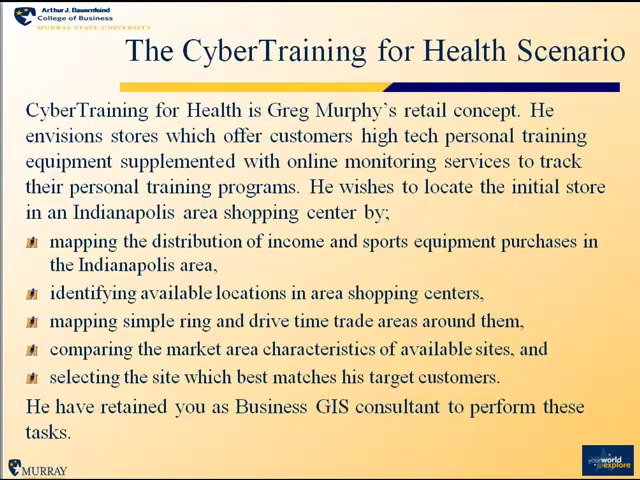 Arthur J. Bauernfeind
College of Business
MURRAY STATE UNIVERSITY
The CyberTraining for Health Scenario
CyberTraining for Health is Greg Murphy's retail concept. He
envisions stores which offer customers high tech personal training
equipment supplemented with online monitoring services to track
their personal training programs. He wishes to locate the initial store
in an Indianapolis area shopping center by;
mapping the distribution of income and sports equipment purchases in
the Indianapolis area,
identifying available locations in area shopping centers,
mapping simple ring and drive time trade areas around them,
comparing the market area characteristics of available sites, and
selecting the site which best matches his target customers.
He have retained you as Business GIS consultant to perform these
tasks.
MURRAY
your world
to explore